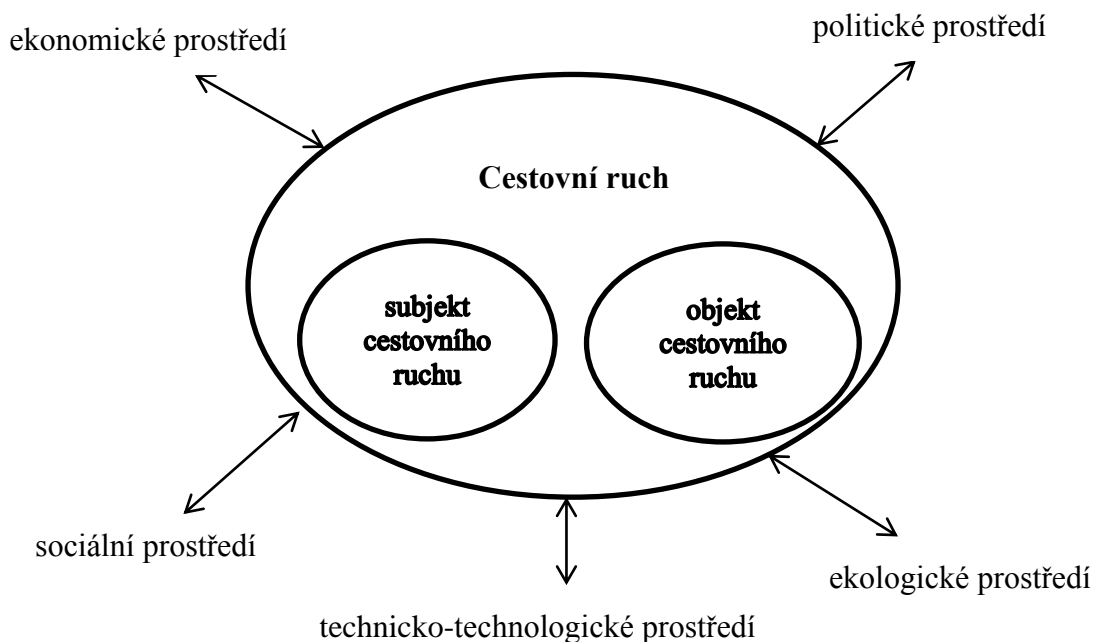 ekonomické prostředí
politické prostředí
Cestovní ruch
subjekt
cestovního
ruchu
objekt
cestovního
ruchu
sociální prostředí
ekologické prostředí
technicko-technologické prostředí